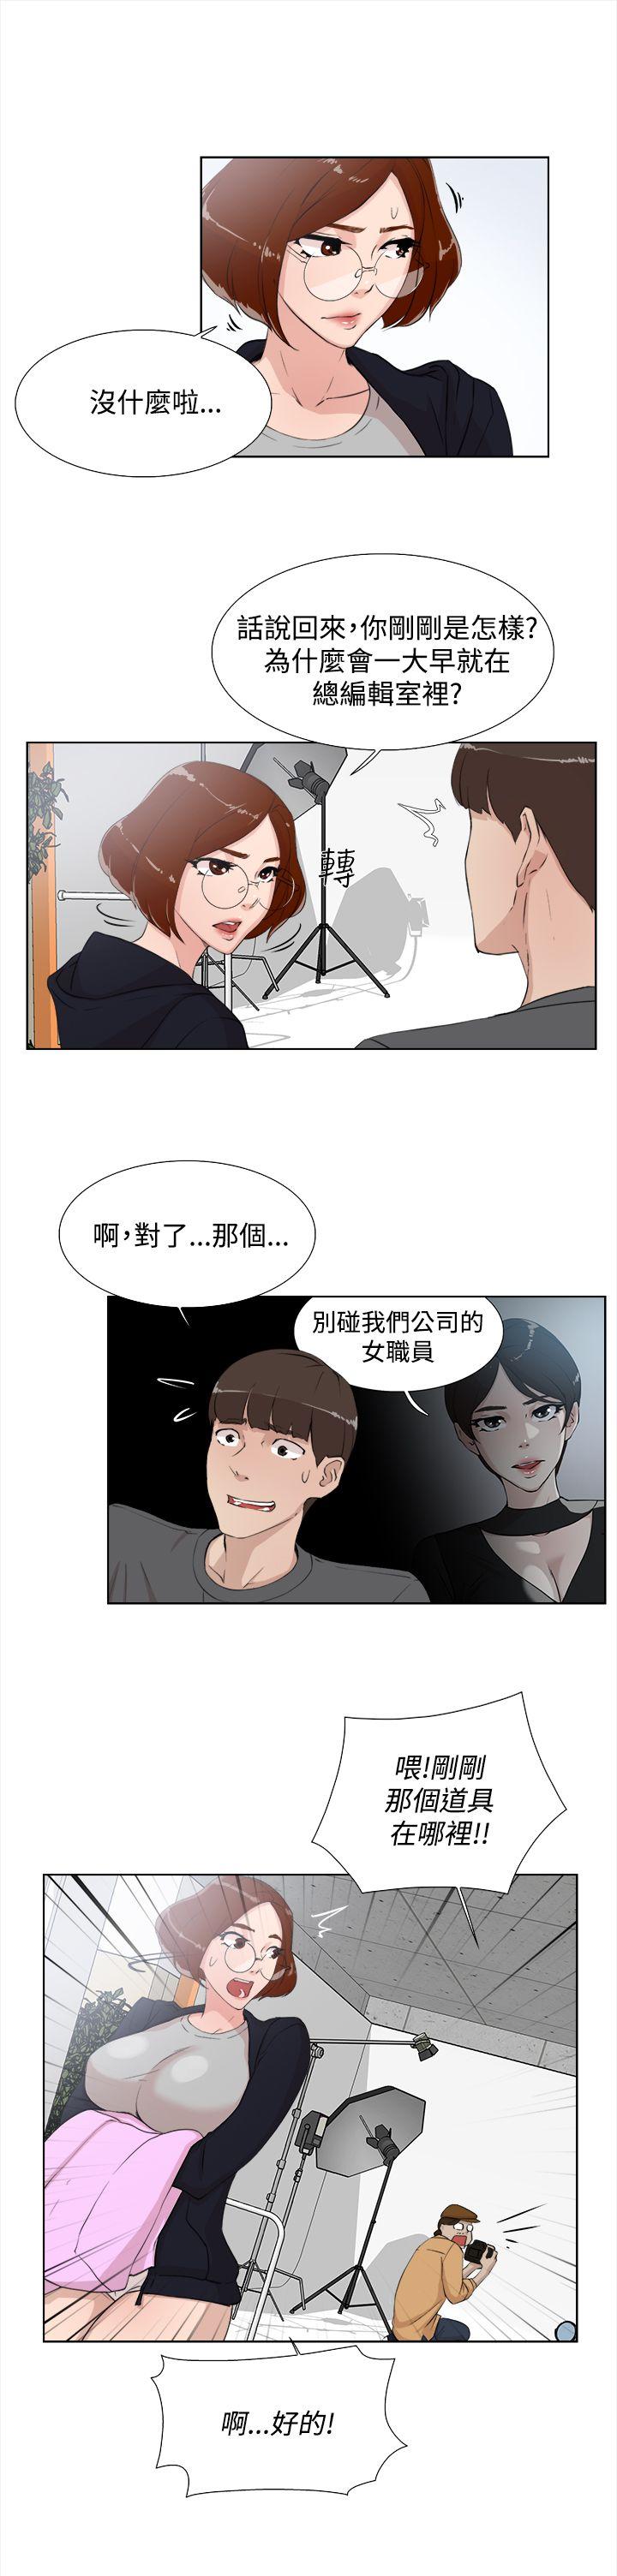 沒什麼啦...
話說回來,你剛剛是怎樣?
為什麼會一大早就在
總編輯室裡?
轉
啊,對了...那個...
別碰我們公司的
女職員
喂!剛剛
那個道具
在哪裡!!
啊...好的!